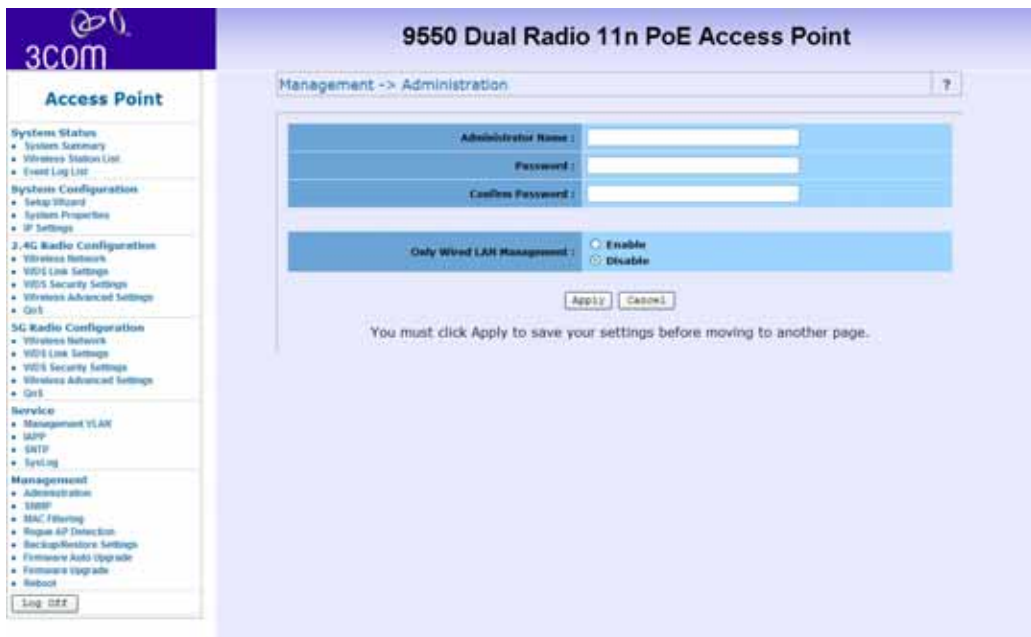 3COM
9550 Dual Radio 11n PoE Access Point
Access Point
System Status
System Summary
Wireless Station List
Event Log List
System Configuration
Setup Wizard
System Properties
IP Settings
2.4G Radio Configuration
Wireless Network
WDS Link Settings
WDS Security Settings
Wireless Advanced Settings
QoS
5G Radio Configuration
Wireless Network
WDS Link Settings
WDS Security Settings
Wireless Advanced Settings
QoS
Service
Management VLAN
IAPP
SNTP
SysLog
Management
Administration
SNMP
MAC Filtering
Rogue AP Detection
Backup/Restore Settings
Firmware Auto Upgrade
Firmware Upgrade
Reboot
Log Off
Management -> Administration ?
Administrator Name :
Password :
Confirm Password :
Only Wired LAN Management : Enable
Disable
Apply Cancel
You must click Apply to save your settings before moving to another page.